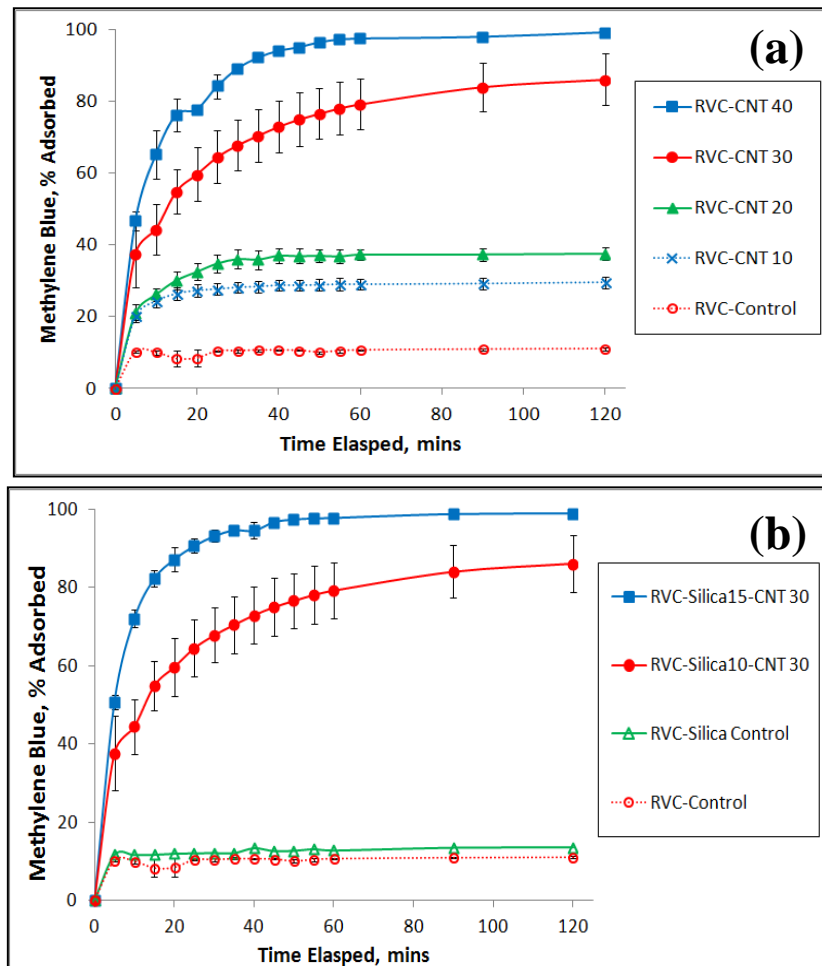 (a)
Methylene Blue, % Adsorbed
100
80
60
40
20
0
0 20 40 60 80 100 120
Time Elasped, mins
RVC-CNT 40
RVC-CNT 30
RVC-CNT 20
RVC-CNT 10
RVC-Control
(b)
Methylene Blue, % Adsorbed
100
80
60
40
20
0
0 20 40 60 80 100 120
Time Elasped, mins
RVC-Silica15-CNT 30
RVC-Silica10-CNT 30
RVC-Silica Control
RVC-Control